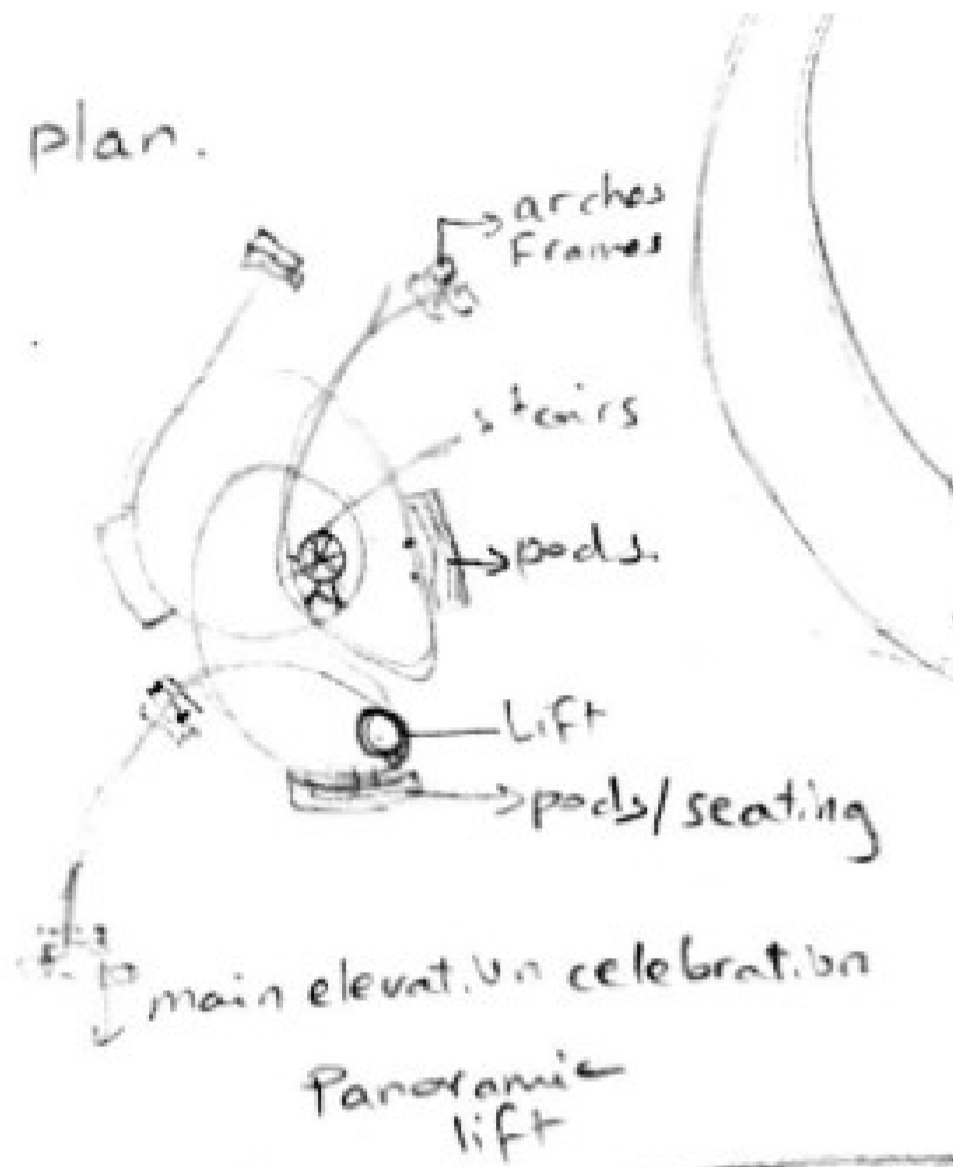 plan.
arches
Frames
stairs
pods.
Lift
pods/seating
main elevation celebration
Panoramic
lift